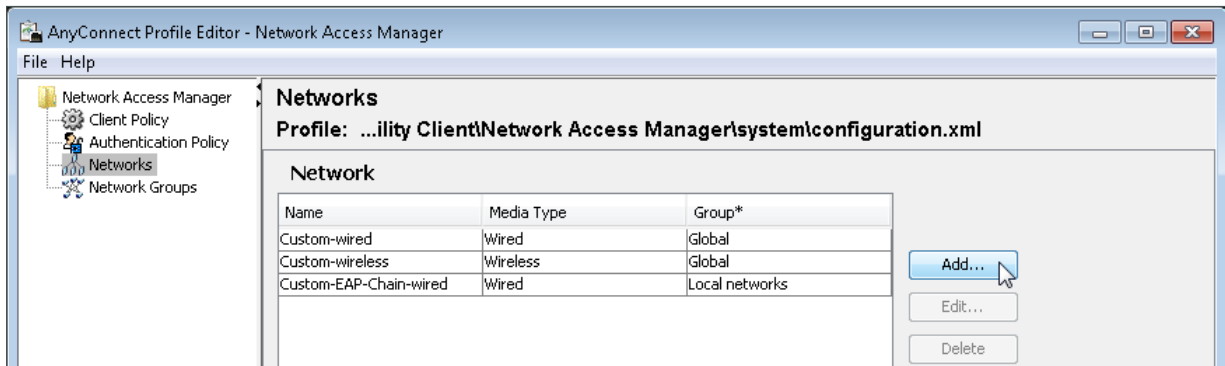 AnyConnect Profile Editor - Network Access Manager
File Help
Network Access Manager
Client Policy
Authentication Policy
Networks
Network Groups
Networks
Profile: ...ility Client\Network Access Manager\system\configuration.xml
Network
Name Media Type Group*
Custom-wired Wired Global
Custom-wireless Wireless Global
Custom-EAP-Chain-wired Wired Local networks
Add...
Edit...
Delete